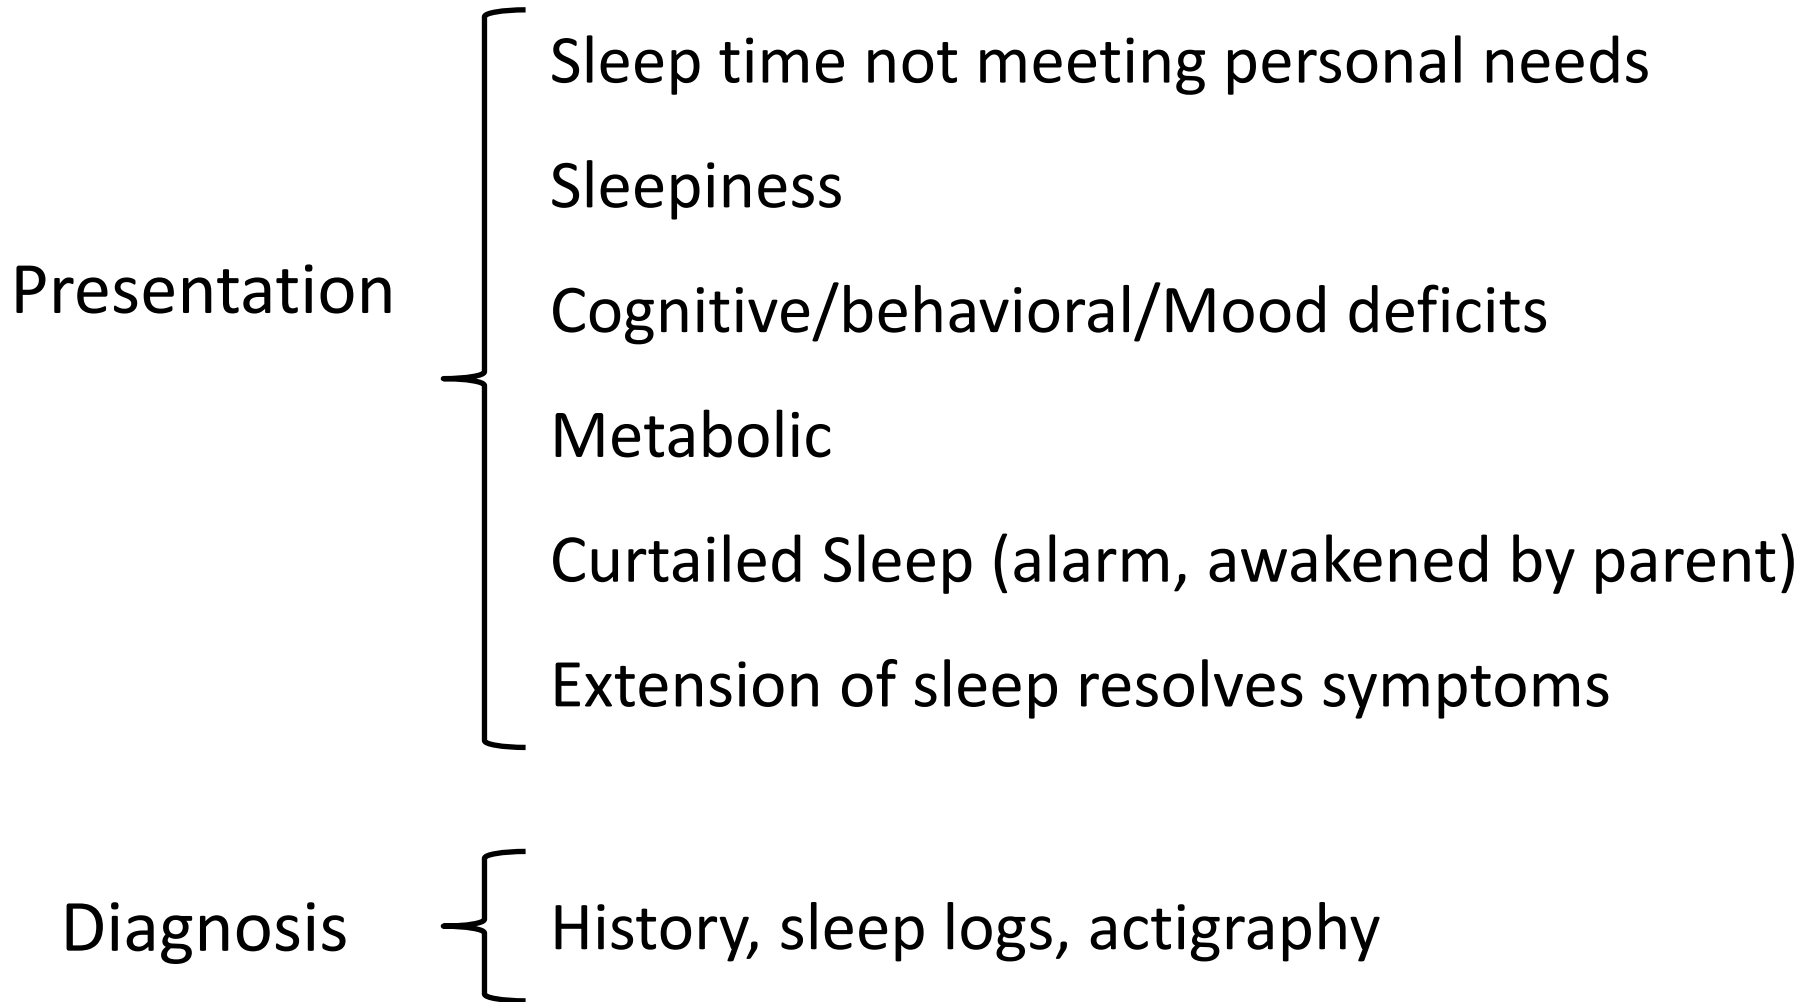 Presentation
Sleep time not meeting personal needs
Sleepiness
Cognitive/behavioral/Mood deficits
Metabolic
Curtailed Sleep (alarm, awakened by parent)
Extension of sleep resolves symptoms
Diagnosis
History, sleep logs, actigraphy